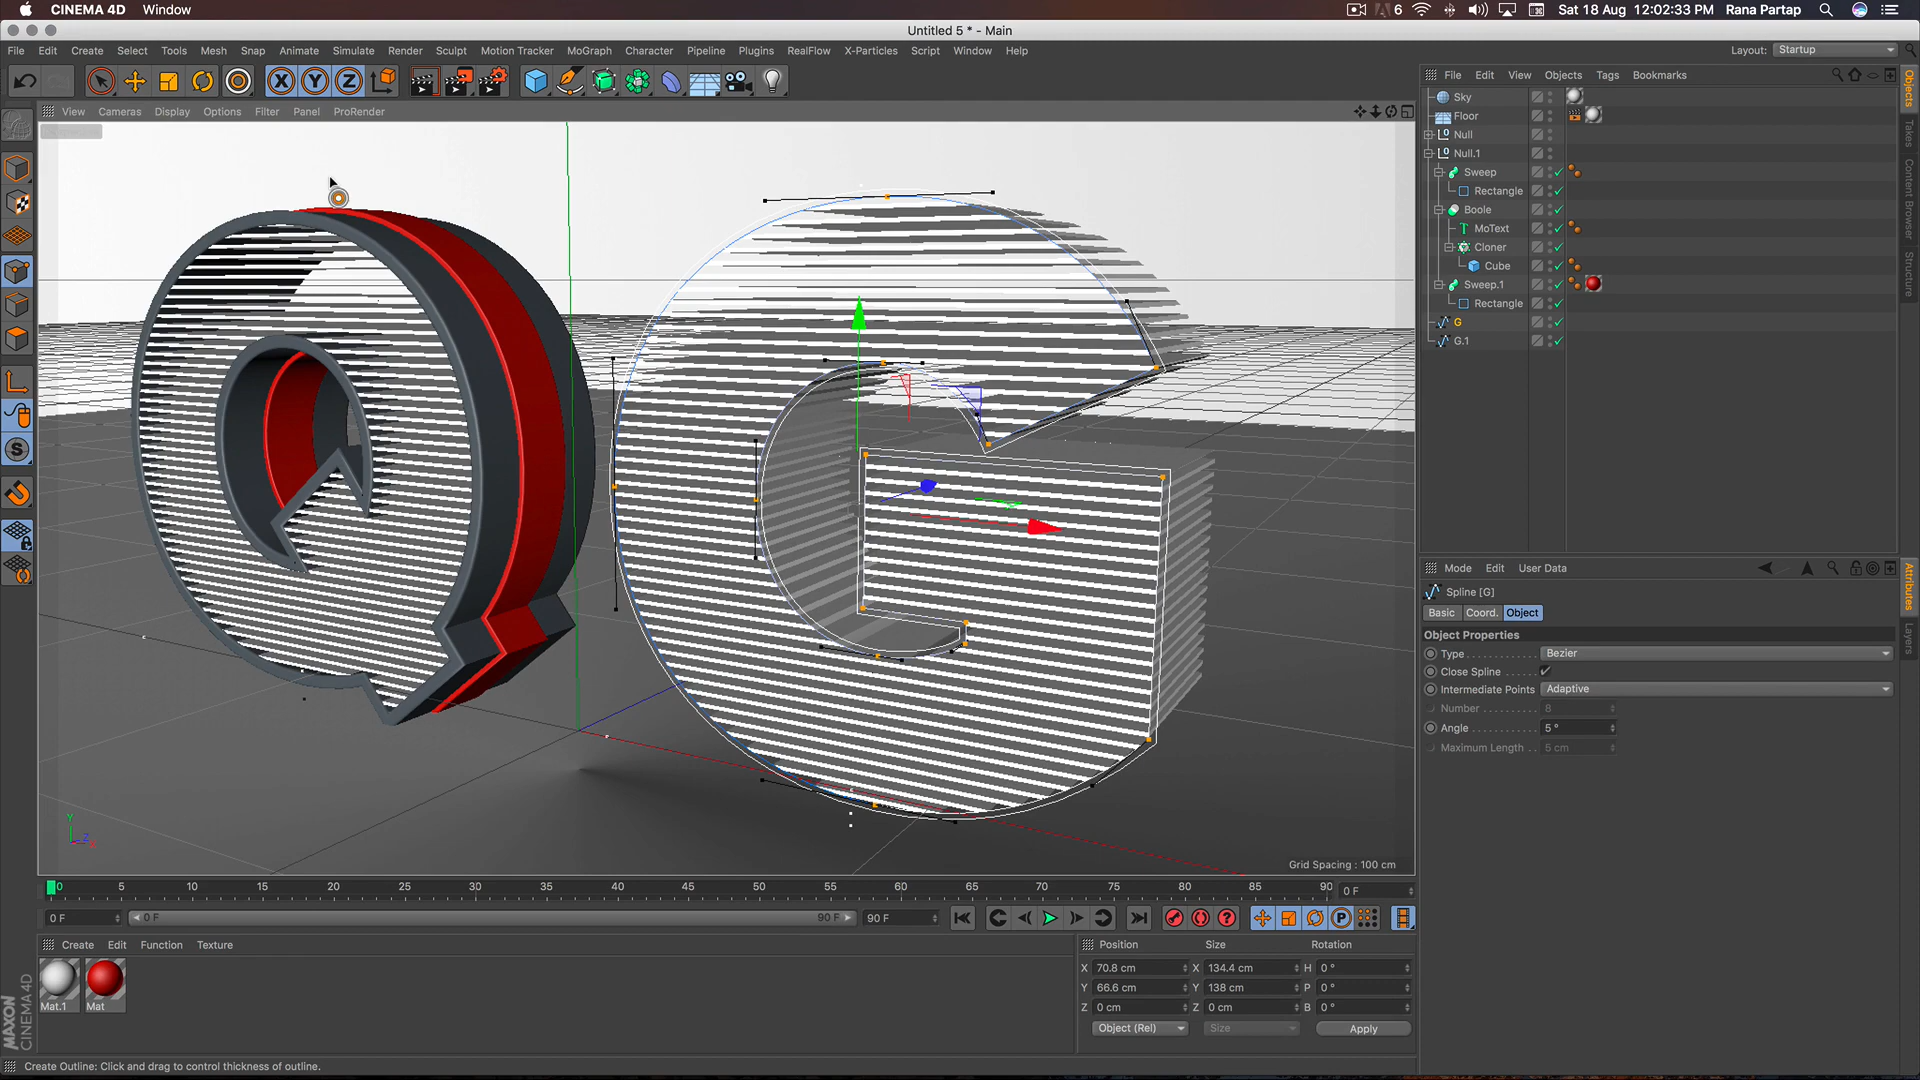 CINEMA 4D Window
6 Sat 18 Aug 12:02:33 PM Rana Partap
Untitled 5 * - Main
File Edit Create Select Tools Mesh Snap Animate Simulate Render Sculpt Motion Tracker MoGraph Character Pipeline Plugins RealFlow X-Particles Script Window Help
Layout: Startup
X Y Z
View Cameras Display Options Filter Panel ProRender
S
Q G
Grid Spacing : 100 cm
Y Z X
File Edit View Objects Tags Bookmarks
Sky
Floor
Null
Null.1
Sweep
Rectangle
Boole
MoText
Cloner
Cube
Sweep.1
Rectangle
G
G.1
Objects
Takes
Content Browser
Structure
Mode Edit User Data
Spline [G]
Basic Coord. Object
Object Properties
Type Bezier
Close Spline
Intermediate Points Adaptive
Number 8
Angle 5 °
Maximum Length 5 cm
Attributes
Layers
0 5 10 15 20 25 30 35 40 45 50 55 60 65 70 75 80 85 90 0 F
0 F 0 F 90 F 90 F
P
Create Edit Function Texture
Mat.1 Mat
MAXON
CINEMA 4D
Position Size Rotation
X 70.8 cm X 134.4 cm H 0 °
Y 66.6 cm Y 138 cm P 0 °
Z 0 cm Z 0 cm B 0 °
Object (Rel) Size Apply
Create Outline: Click and drag to control thickness of outline.